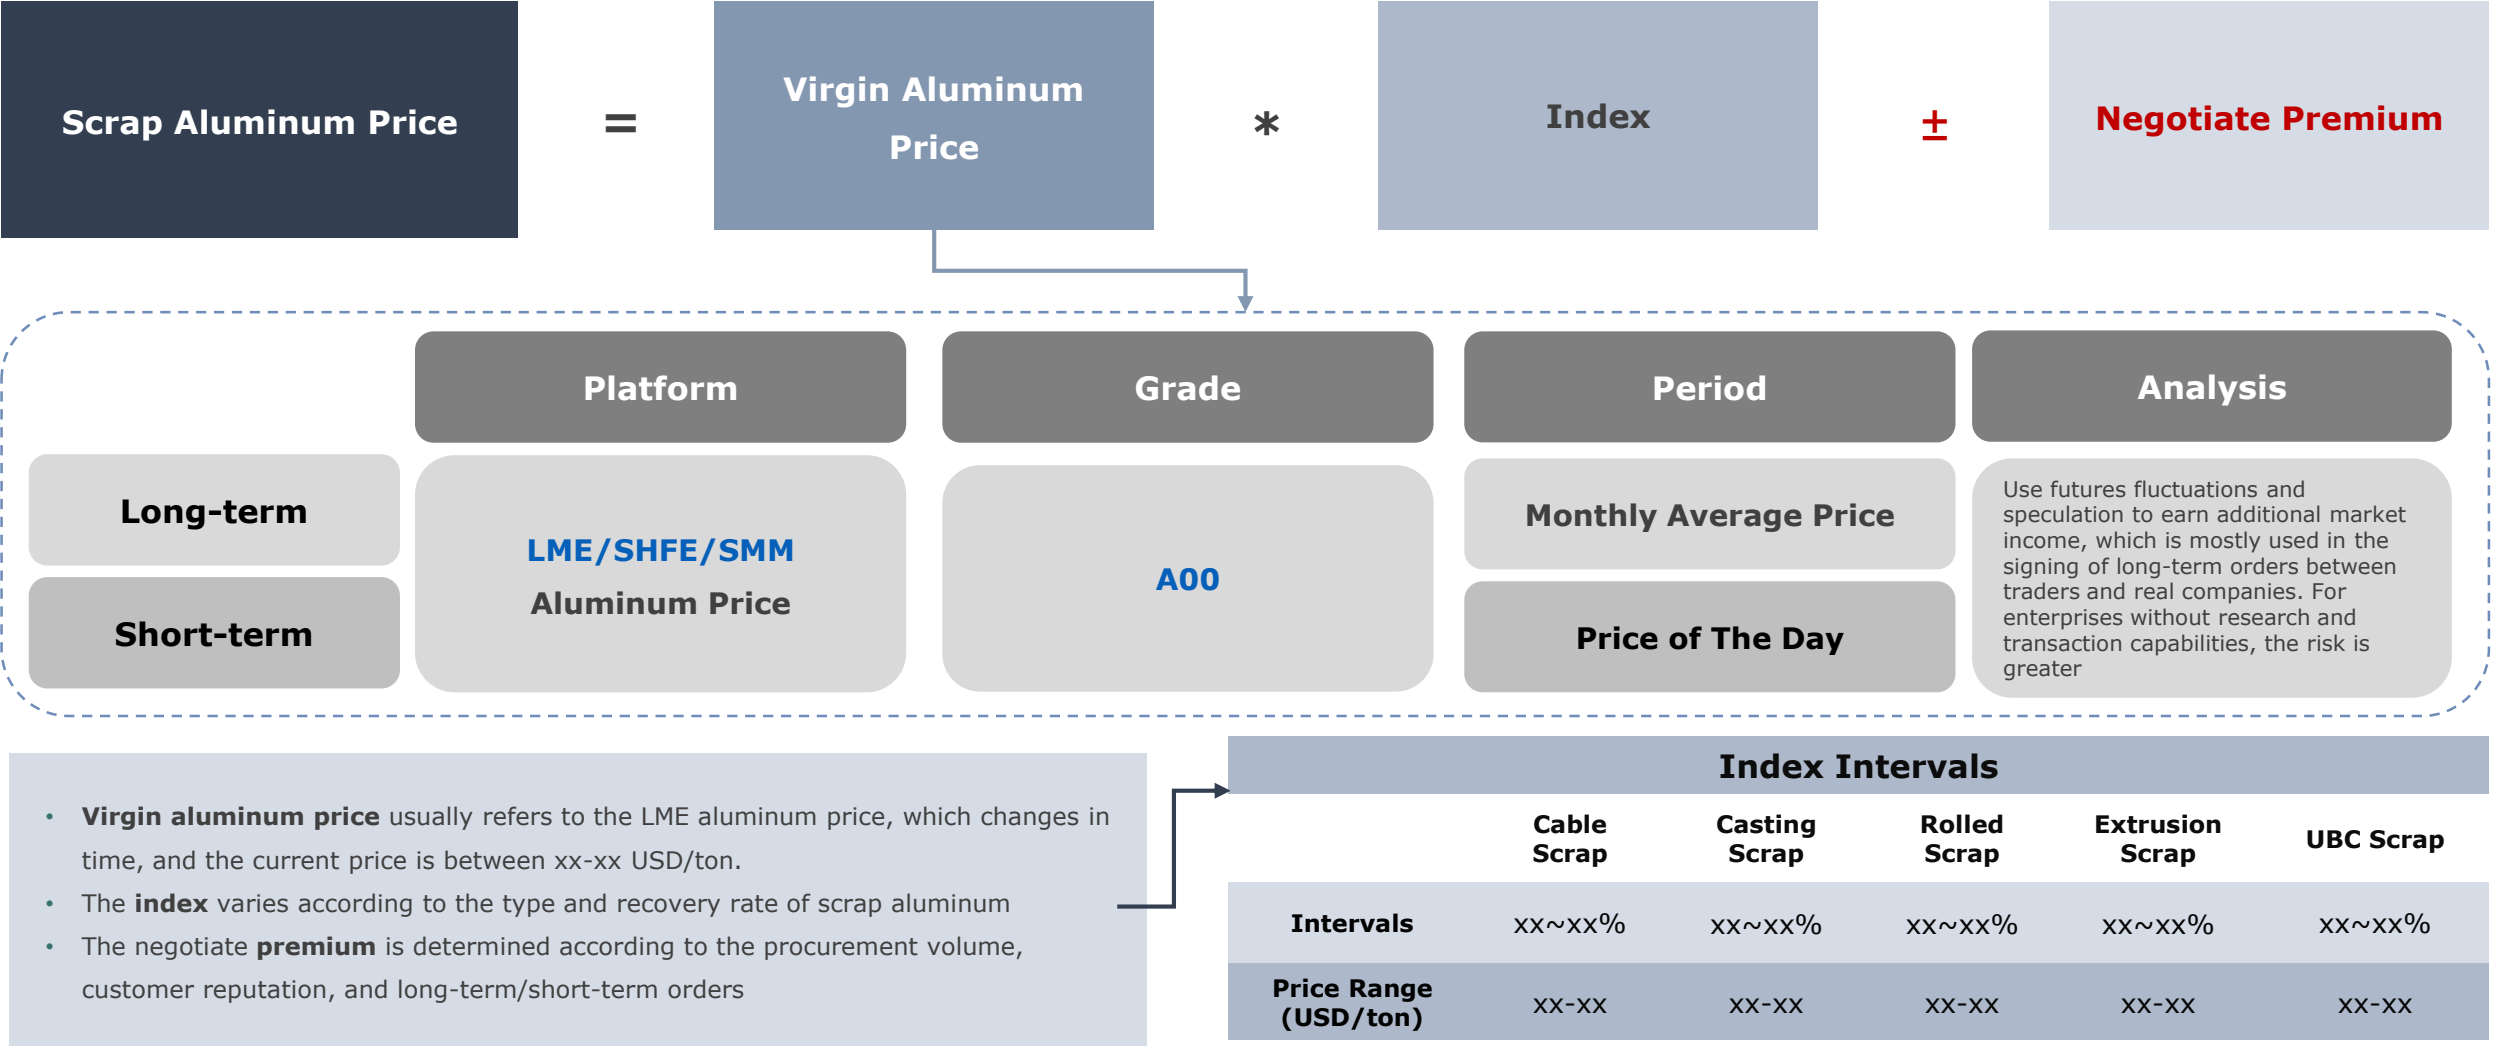 Scrap Aluminum Price
=
Virgin Aluminum
Price
*
Index
±
Negotiate Premium
Platform
Grade
Period
Analysis
Long-term
Short-term
LME/SHFE/SMM
Aluminum Price
A00
Monthly Average Price
Price of The Day
Use futures fluctuations and
speculation to earn additional market
income, which is mostly used in the
signing of long-term orders between
traders and real companies. For
enterprises without research and
transaction capabilities, the risk is
greater
• Virgin aluminum price usually refers to the LME aluminum price, which changes in
time, and the current price is between xx-xx USD/ton.
• The index varies according to the type and recovery rate of scrap aluminum
• The negotiate premium is determined according to the procurement volume,
customer reputation, and long-term/short-term orders
Index Intervals
Cable
Scrap
Casting
Scrap
Rolled
Scrap
Extrusion
Scrap
UBC Scrap
Intervals
xx~xx%
xx~xx%
xx~xx%
xx~xx%
xx~xx%
Price Range
(USD/ton)
xx-xx
xx-xx
xx-xx
xx-xx
xx-xx